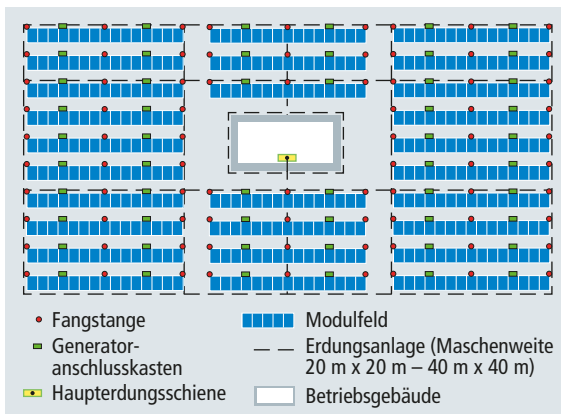 Fangstange
Generator-
anschlusskasten
Haupterdungsschiene
Modulfeld
Erdungsanlage (Maschenweite
20 m x 20 m – 40 m x 40 m)
Betriebsgebäude